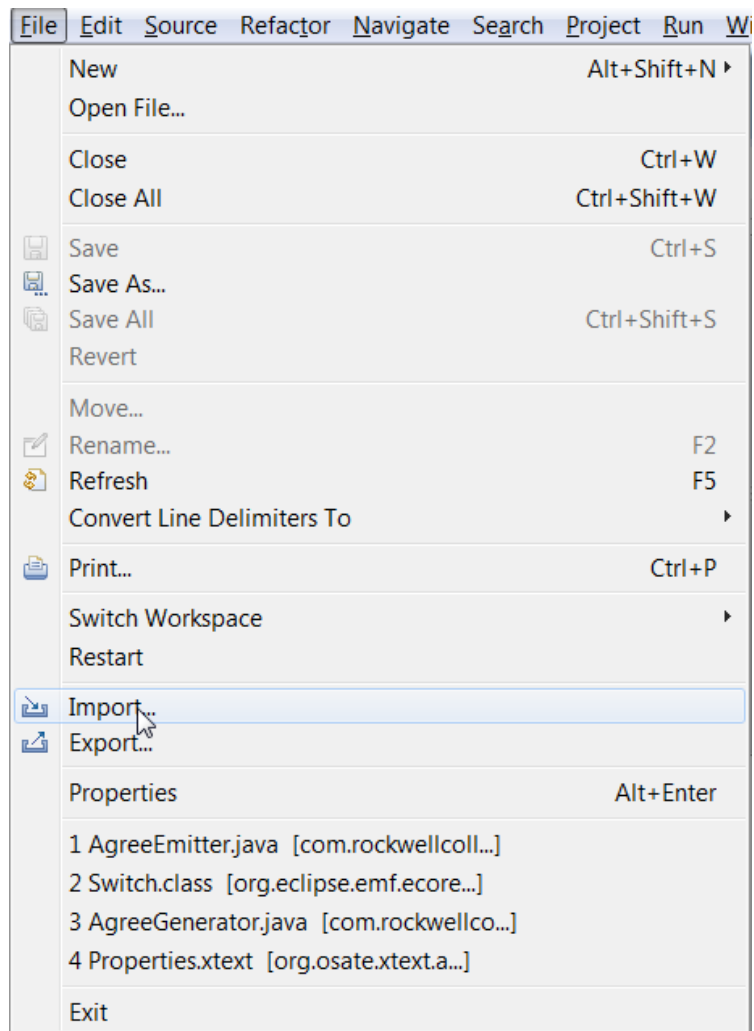 File Edit Source Refactor Navigate Search Project Run Wi
New Alt+Shift+N
Open File...
Close Ctrl+W
Close All Ctrl+Shift+W
Save Ctrl+S
Save As...
Save All Ctrl+Shift+S
Revert
Move...
Rename... F2
Refresh F5
Convert Line Delimiters To
Print... Ctrl+P
Switch Workspace
Restart
Import...
Export...
Properties Alt+Enter
1 AgreeEmitter.java [com.rockwellcoll...]
2 Switch.class [org.eclipse.emf.ecore...]
3 AgreeGenerator.java [com.rockwellco...]
4 Properties.xtext [org.osate.xtext.a...]
Exit